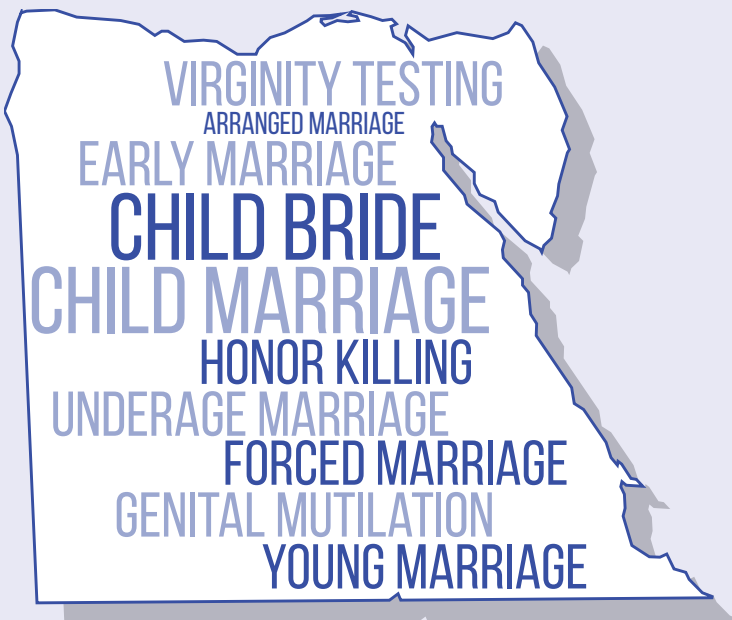 VIRGINITY TESTING
ARRANGED MARRIAGE
EARLY MARRIAGE
CHILD BRIDE
CHILD MARRIAGE
HONOR KILLING
UNDERAGE MARRIAGE
FORCED MARRIAGE
GENITAL MUTILATION
YOUNG MARRIAGE